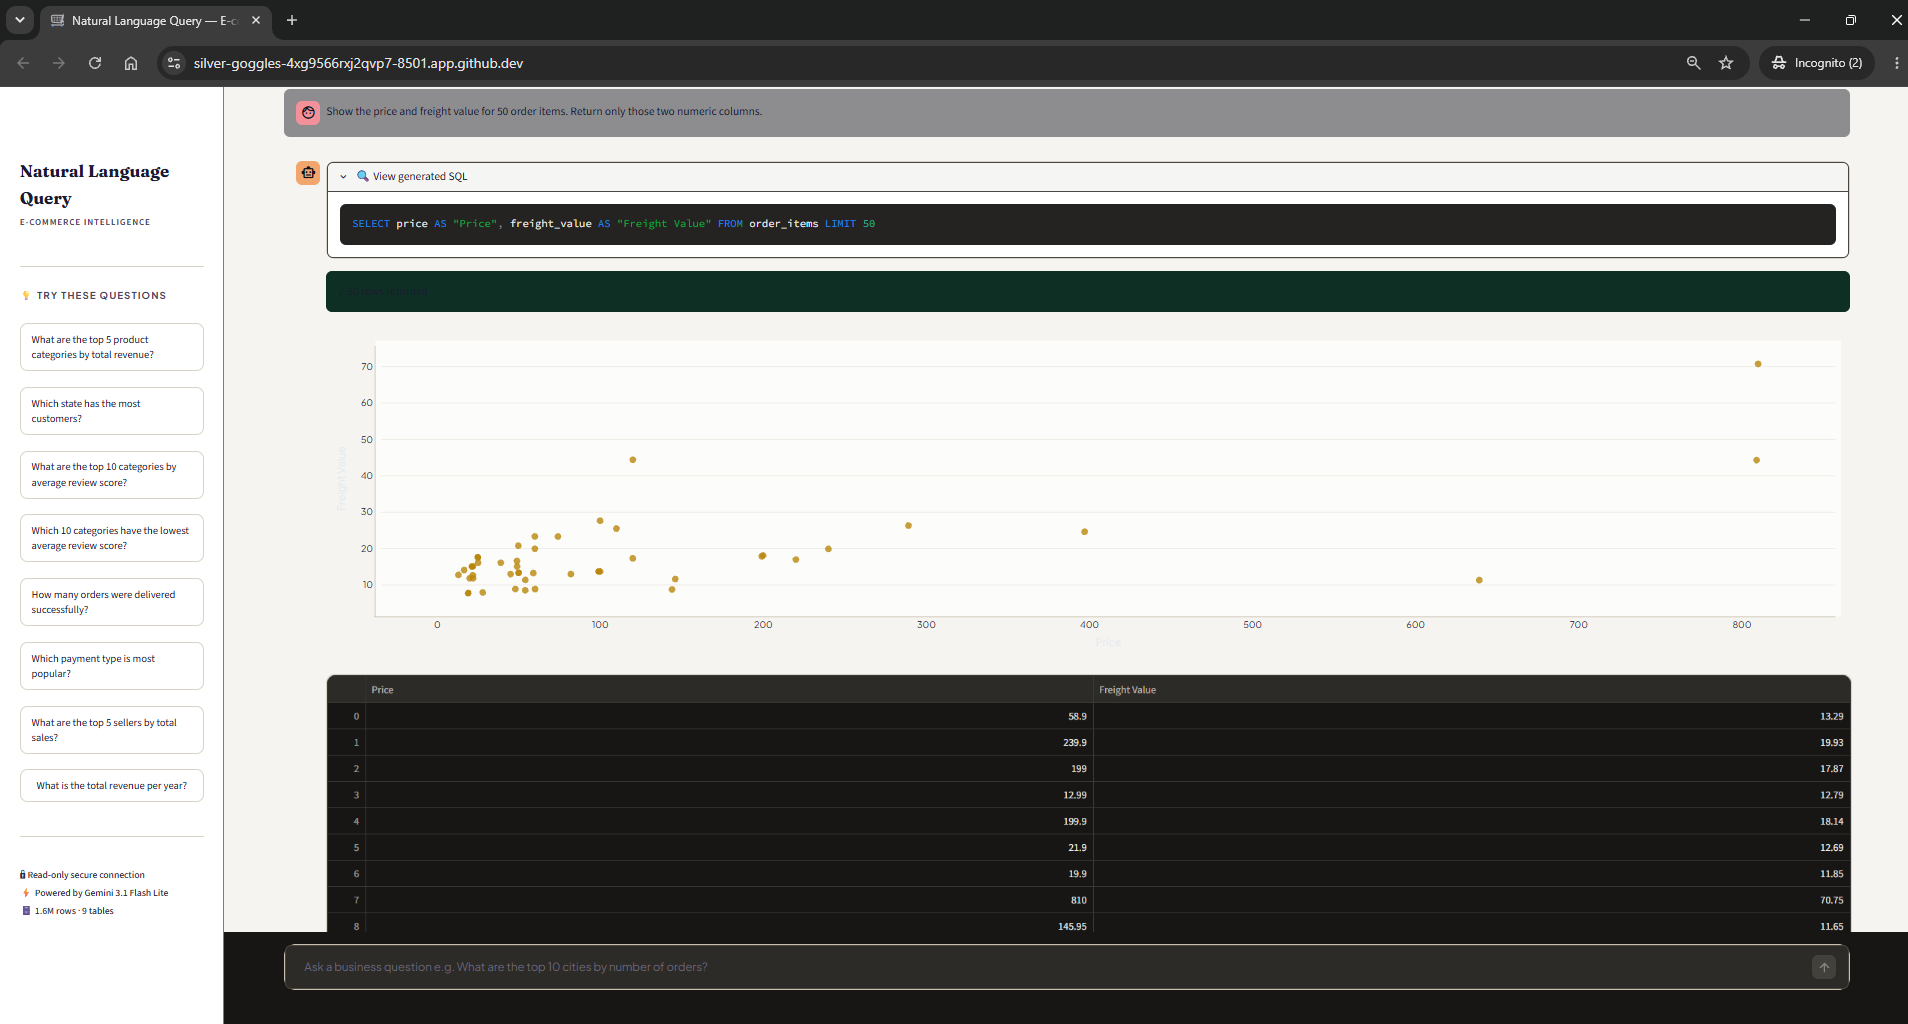 Natural Language Query — E-c
silver-goggles-4xg9566rxj2qvp7-8501.app.github.dev
Incognito (2)
Natural Language
Query
E-COMMERCE INTELLIGENCE
TRY THESE QUESTIONS
What are the top 5 product
categories by total revenue?
Which state has the most
customers?
What are the top 10 categories by
average review score?
Which 10 categories have the lowest
average review score?
How many orders were delivered
successfully?
Which payment type is most
popular?
What are the top 5 sellers by total
sales?
What is the total revenue per year?
Read-only secure connection
Powered by Gemini 3.1 Flash Lite
1.6M rows · 9 tables
Show the price and freight value for 50 order items. Return only those two numeric columns.
View generated SQL
SELECT price AS "Price", freight_value AS "Freight Value" FROM order_items LIMIT 50
70
60
50
40
30
20
10
Freight Value
0 100 200 300 400 500 600 700 800
Price
Price Freight Value
0 58.9 13.29
1 239.9 19.93
2 199 17.87
3 12.99 12.79
4 199.9 18.14
5 21.9 12.69
6 19.9 11.85
7 810 70.75
8 145.95 11.65
Ask a business question e.g. What are the top 10 cities by number of orders?